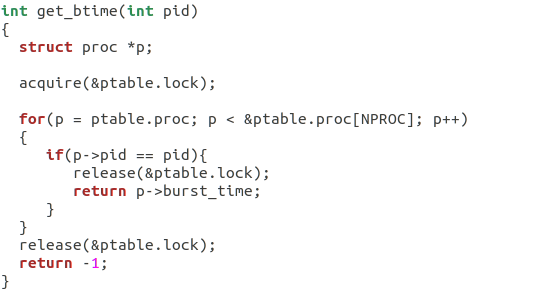 int get_btime(int pid)
{
  struct proc *p;

  acquire(&ptable.lock);

  for(p = ptable.proc; p < &ptable.proc[NPROC]; p++)
  {
     if(p->pid == pid){
        release(&ptable.lock);
        return p->burst_time;
     }
  }
  release(&ptable.lock);
  return -1;
}